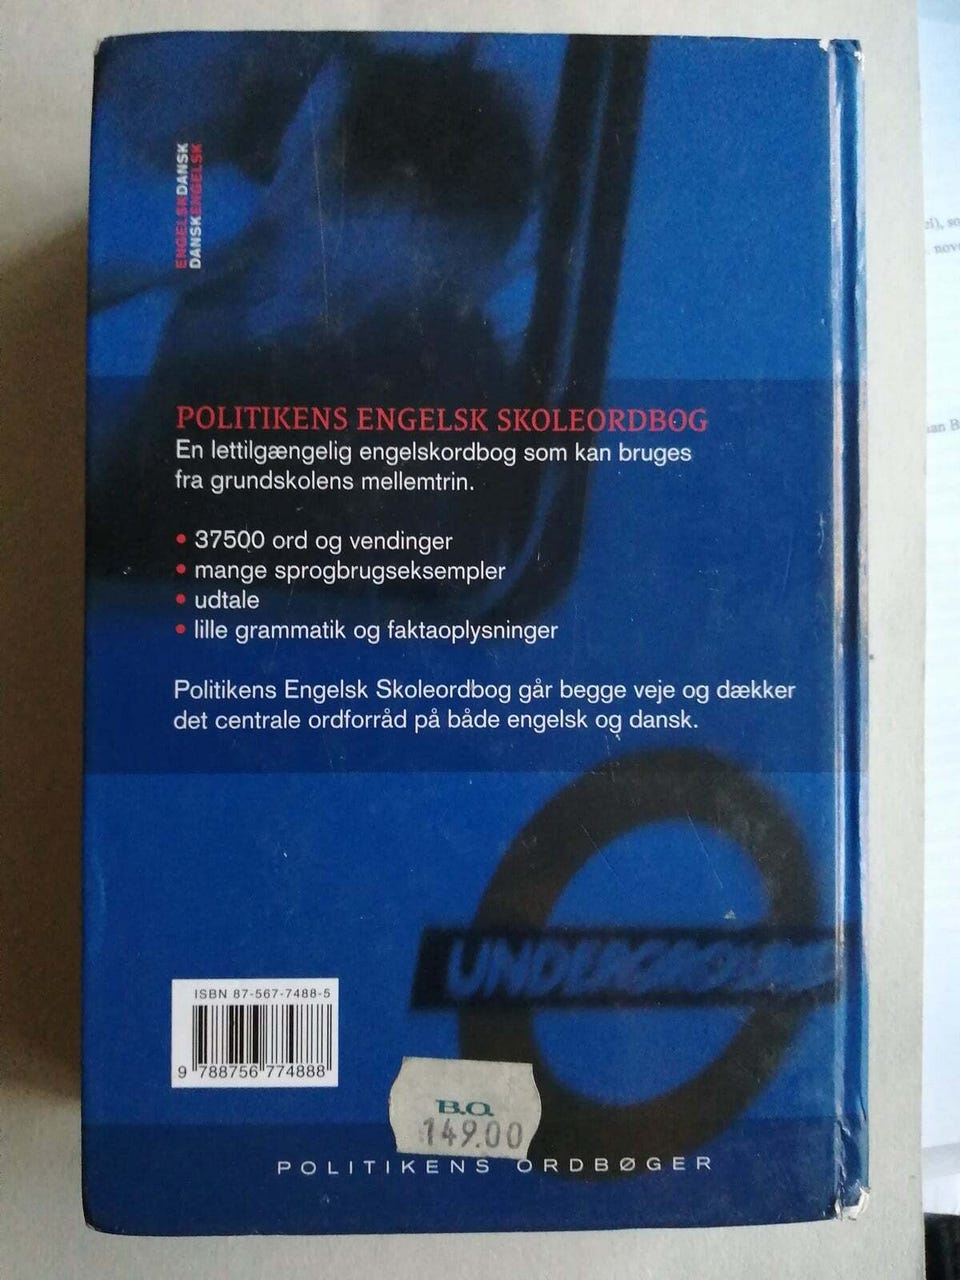 ENGELSKDANSK
DANSKENGELSK
POLITIKENS ENGELSK SKOLEORDBOG
En lettilgængelig engelskordbog som kan bruges
fra grundskolens mellemtrin.
• 37500 ord og vendinger
• mange sprogbrugseksempler
• udtale
• lille grammatik og faktaoplysninger
Politikens Engelsk Skoleordbog går begge veje og dækker
det centrale ordforråd på både engelsk og dansk.
UNDERGROUND
ISBN 87-567-7488-5
9 788756 774888
B.O.
149.00
POLITIKENS ORDBØGER